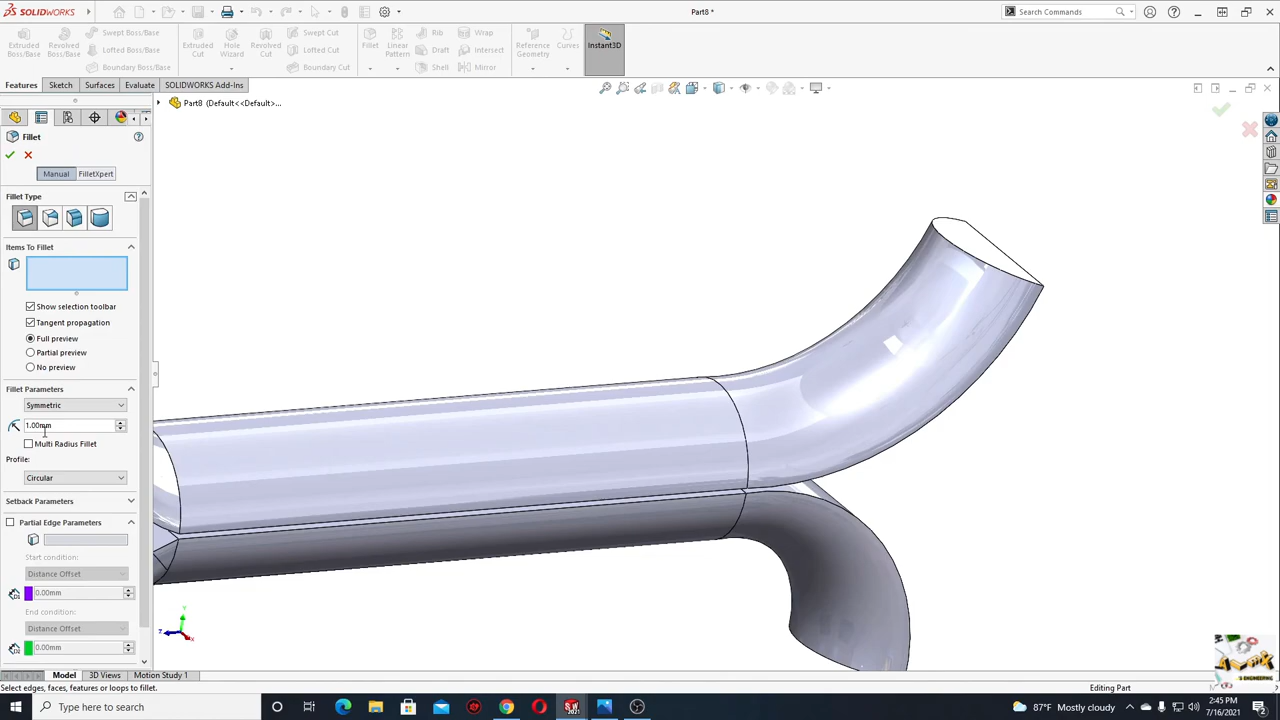 SOLIDWORKS
Part8 *
Search Commands
Extruded Boss/Base
Revolved Boss/Base
Swept Boss/Base
Lofted Boss/Base
Boundary Boss/Base
Extruded Cut
Hole Wizard
Revolved Cut
Swept Cut
Lofted Cut
Boundary Cut
Fillet
Linear Pattern
Rib
Draft
Shell
Wrap
Intersect
Mirror
Reference Geometry
Curves
Instant3D
Features
Sketch
Surfaces
Evaluate
SOLIDWORKS Add-Ins
Part8 (Default<<Default>...
Fillet
Manual
FilletXpert
Fillet Type
Items To Fillet
Show selection toolbar
Tangent propagation
Full preview
Partial preview
No preview
Fillet Parameters
Symmetric
1.00mm
Multi Radius Fillet
Profile:
Circular
Setback Parameters
Partial Edge Parameters
Start condition:
Distance Offset
0.00mm
End condition:
Distance Offset
0.00mm
Y
Z
X
Model
3D Views
Motion Study 1
Select edges, faces, features or loops to fillet.
Editing Part
Type here to search
87°F Mostly cloudy
2:45 PM
7/16/2021